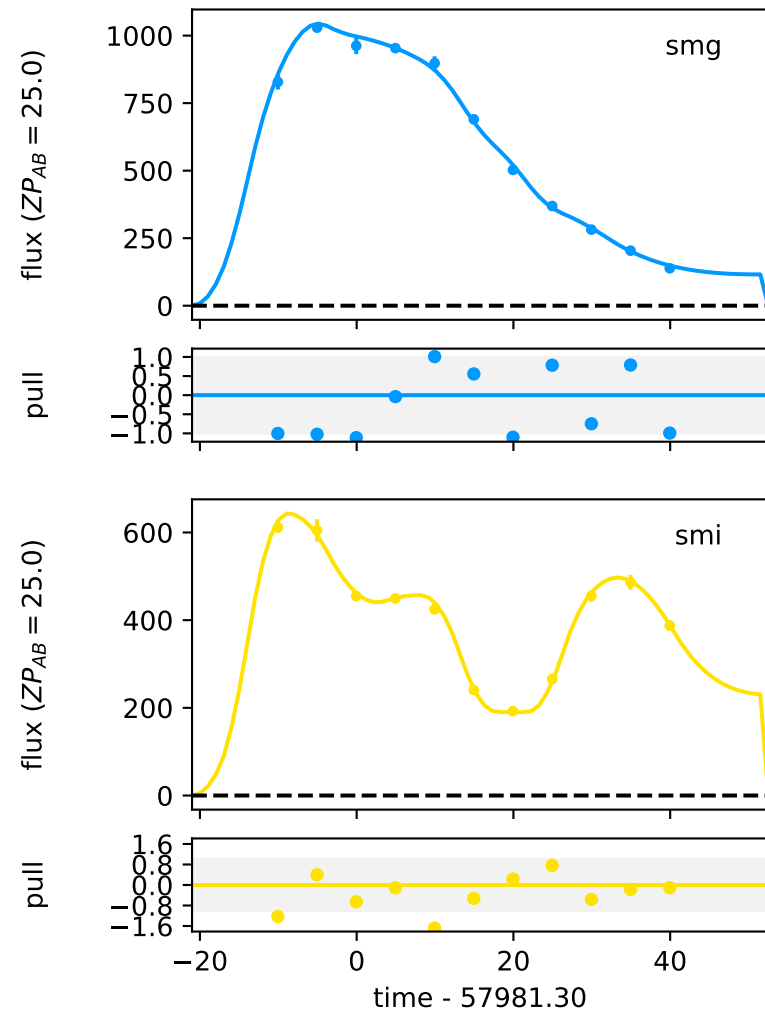 smg
flux (ZP_AB = 25.0)
1000
750
500
250
0
pull
1.0
0.5
0.0
−0.5
−1.0
smi
flux (ZP_AB = 25.0)
600
400
200
0
pull
1.6
0.8
0.0
−0.8
−1.6
−20 0 20 40
time - 57981.30